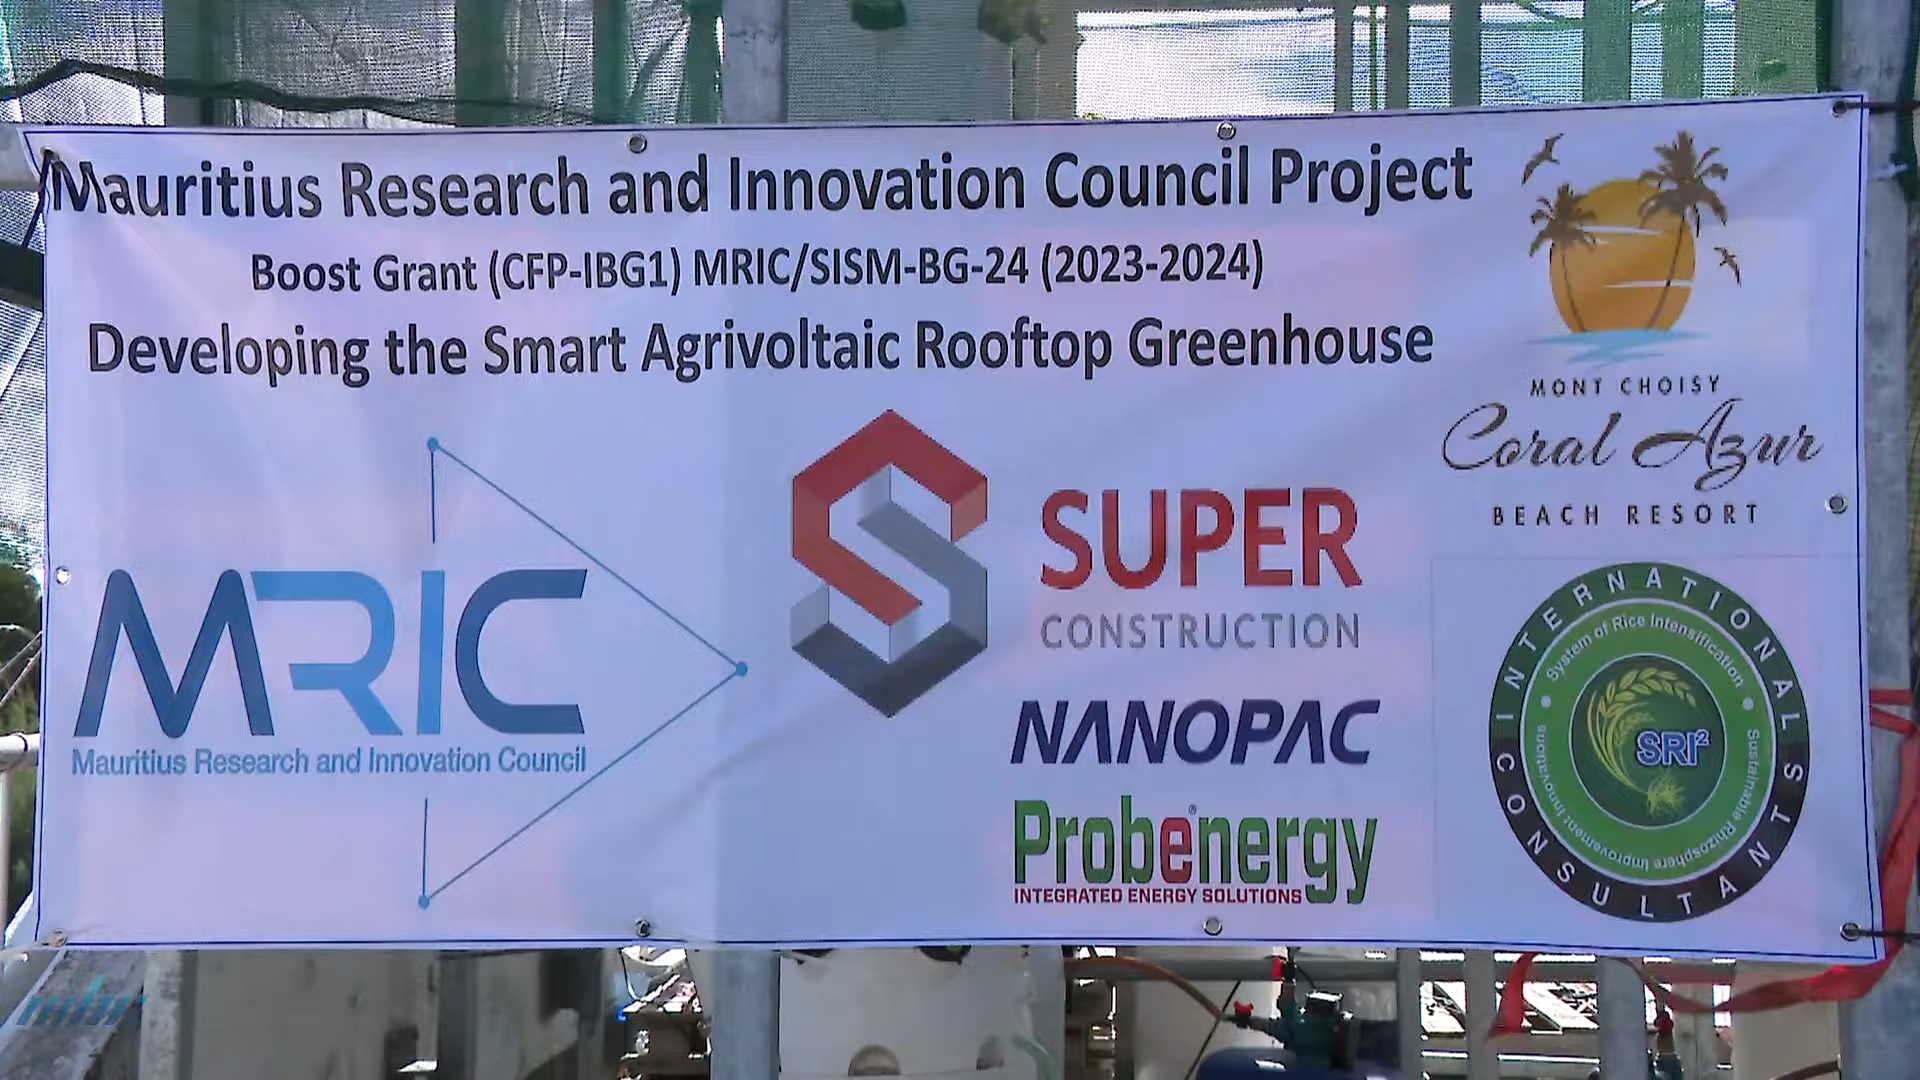 Mauritius Research and Innovation Council Project
Boost Grant (CFP-IBG1) MRIC/SISM-BG-24 (2023-2024)
Developing the Smart Agrivoltaic Rooftop Greenhouse
MONT CHOISY
Coral Azur
BEACH RESORT
MRIC
Mauritius Research and Innovation Council
SUPER
CONSTRUCTION
NANOPAC
Probenergy®
INTEGRATED ENERGY SOLUTIONS
INTERNATIONAL
CONSULTANTS
System of Rice Intensification
Sustainable Rhizosphere Improvement Innovations
SRI²